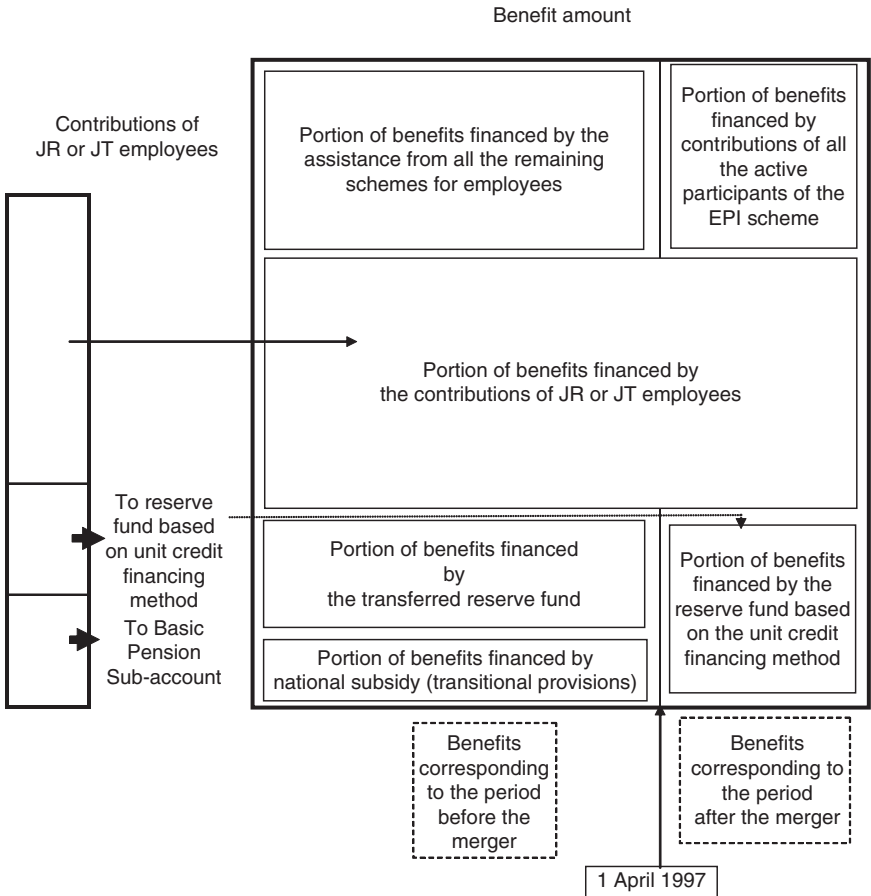 Benefit amount
Contributions of
JR or JT employees
Portion of benefits financed by the
assistance from all the remaining
schemes for employees
Portion of benefits
financed by
contributions of all
the active
participants of the
EPI scheme
Portion of benefits financed by
the contributions of JR or JT employees
To reserve
fund based
on unit credit
financing
method
To Basic
Pension
Sub-account
Portion of benefits financed
by
the transferred reserve fund
Portion of benefits
financed by the
reserve fund based
on the unit credit
financing method
Portion of benefits financed by
national subsidy (transitional provisions)
Benefits
corresponding
to the period
before the
merger
Benefits
corresponding to
the period
after the merger
1 April 1997